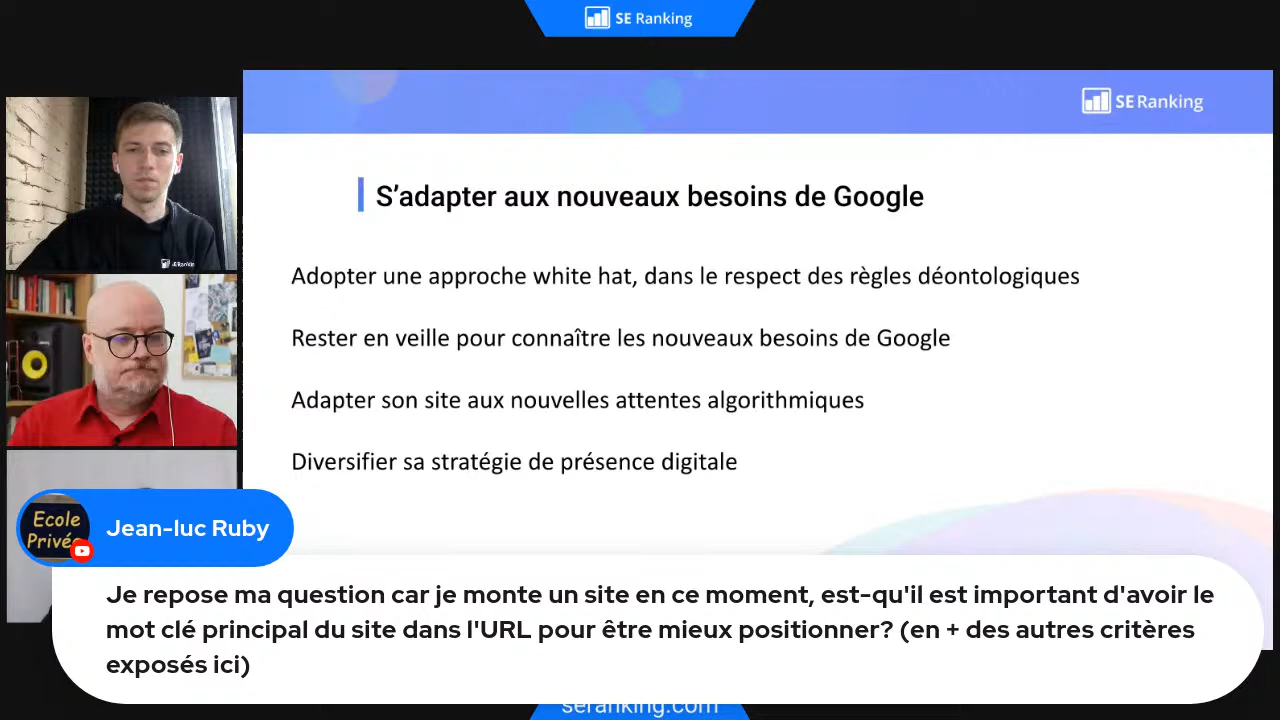 SE Ranking
SE Ranking
S’adapter aux nouveaux besoins de Google
Adopter une approche white hat, dans le respect des règles déontologiques
Rester en veille pour connaître les nouveaux besoins de Google
Adapter son site aux nouvelles attentes algorithmiques
Diversifier sa stratégie de présence digitale
SE Ranking
Ecole
Privée
Jean-luc Ruby
Je repose ma question car je monte un site en ce moment, est-qu'il est important d'avoir le
mot clé principal du site dans l'URL pour être mieux positionner? (en + des autres critères
exposés ici)
seranking.com